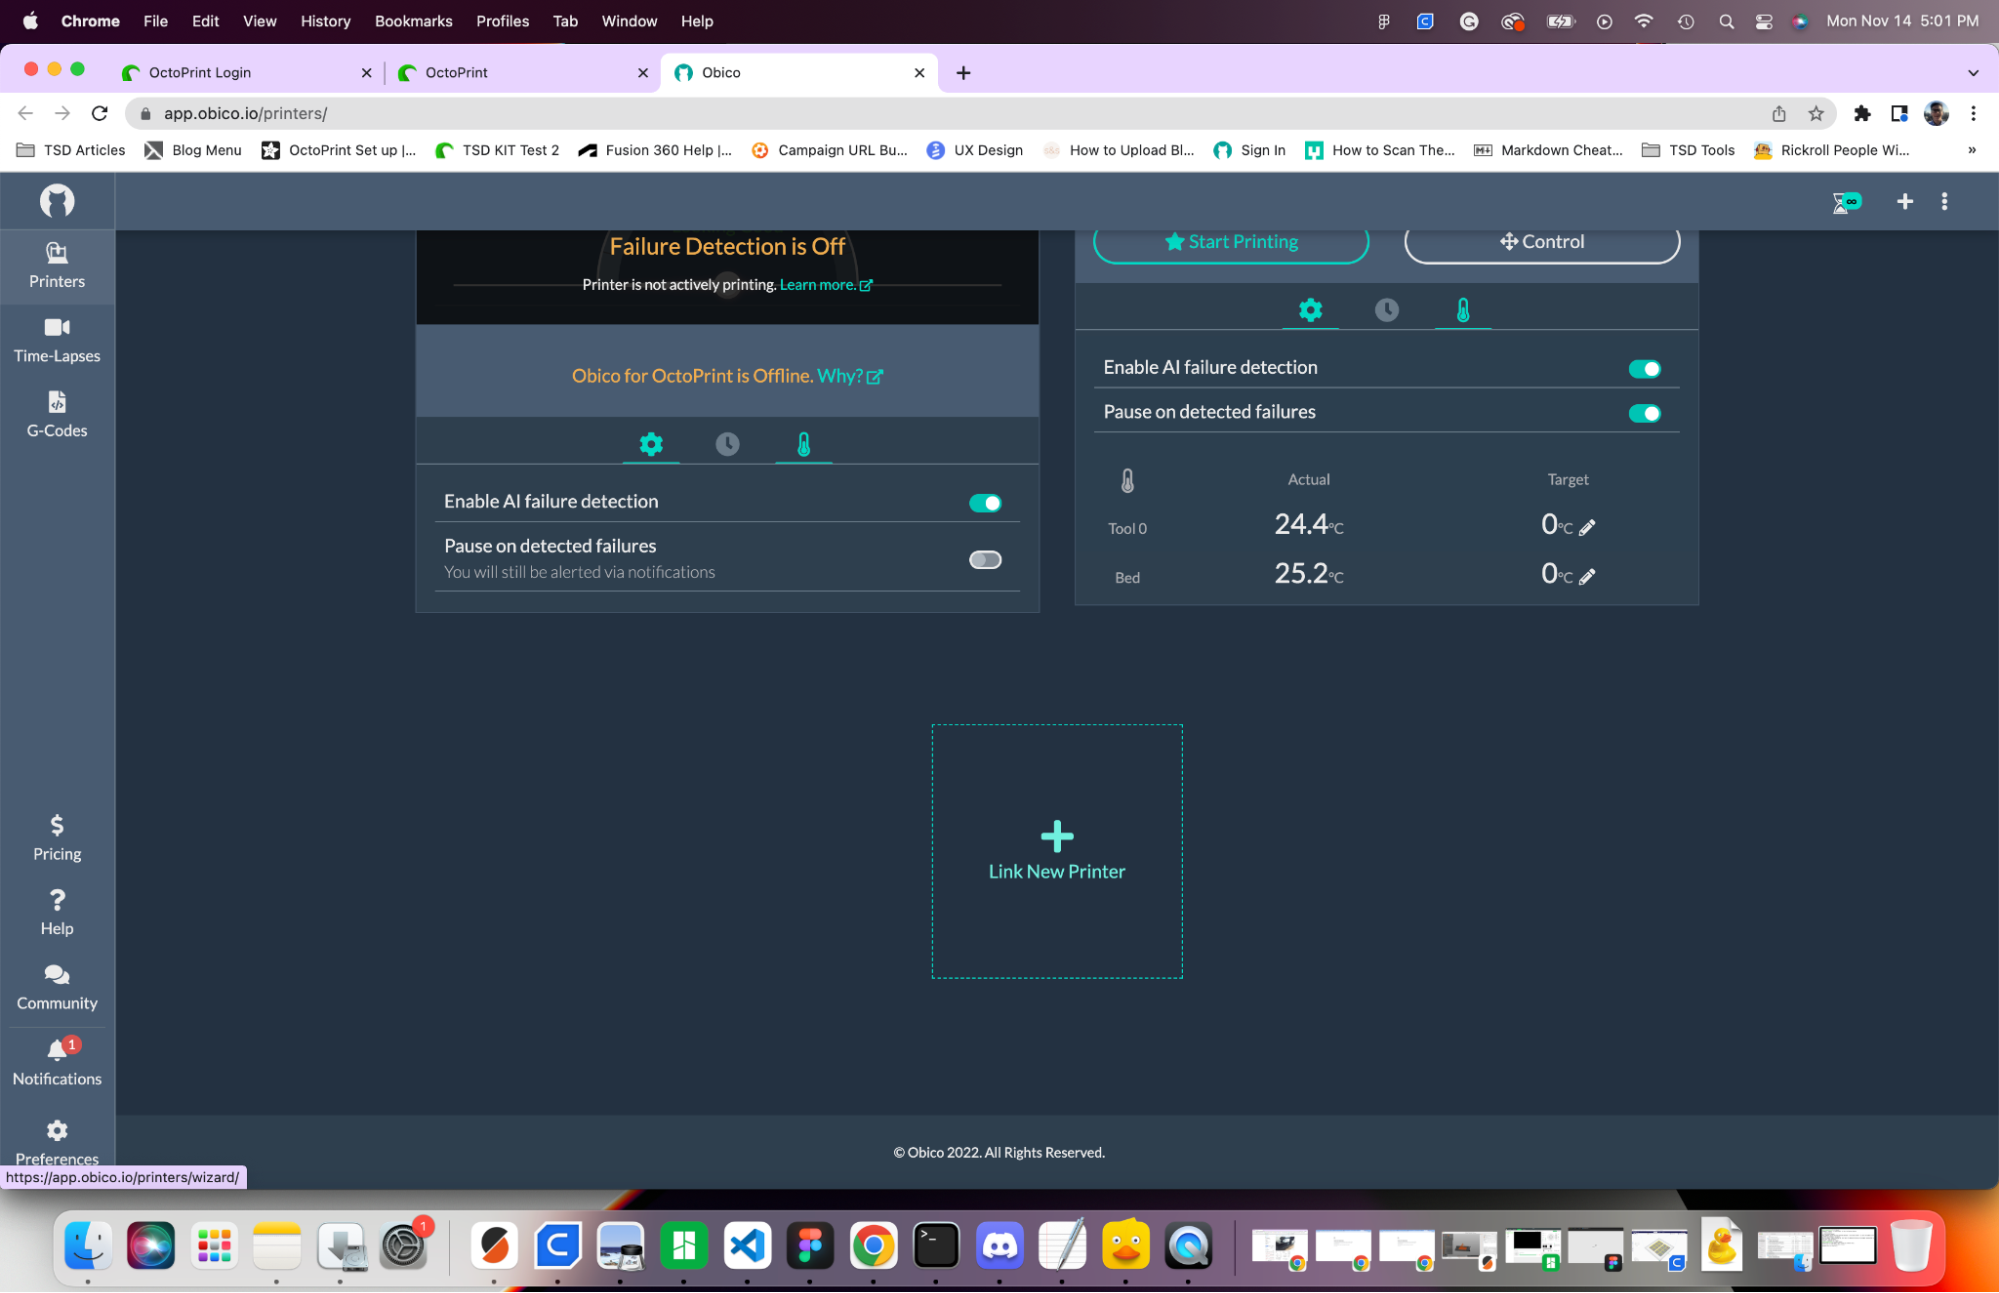 Chrome File Edit View History Bookmarks Profiles Tab Window Help Mon Nov 14 5:01 PM
OctoPrint Login OctoPrint Obico
app.obico.io/printers/
TSD Articles Blog Menu OctoPrint Set up |... TSD KIT Test 2 Fusion 360 Help |... Campaign URL Bu... UX Design How to Upload Bl... Sign In How to Scan The... Markdown Cheat... TSD Tools Rickroll People Wi... »
Printers
Time-Lapses
G-Codes
Pricing
Help
Community
1
Notifications
Preferences
https://app.obico.io/printers/wizard/
Failure Detection is Off
Printer is not actively printing. Learn more.
Obico for OctoPrint is Offline. Why?
Enable AI failure detection
Pause on detected failures
You will still be alerted via notifications
Start Printing Control
Enable AI failure detection
Pause on detected failures
Actual Target
Tool 0 24.4°C 0°C
Bed 25.2°C 0°C
Link New Printer
© Obico 2022. All Rights Reserved.
1